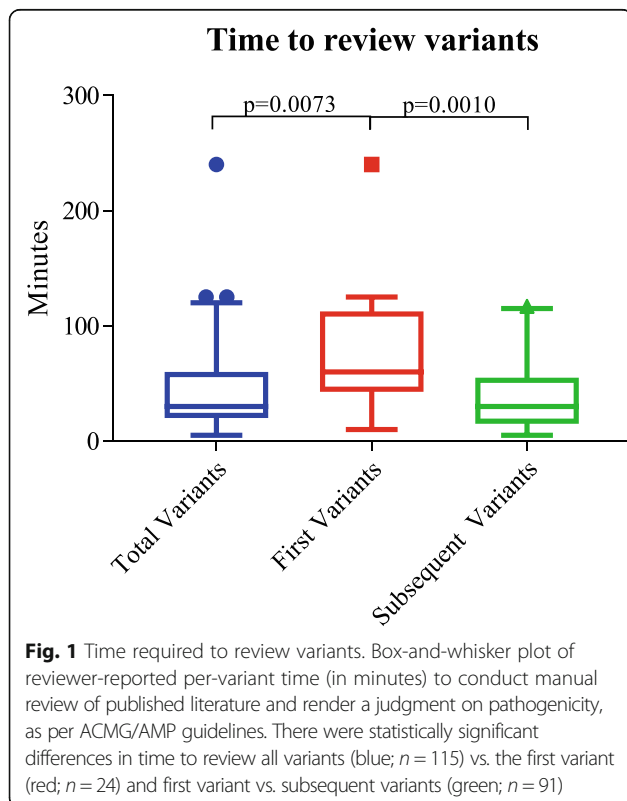 Time to review variants
p=0.0073 p=0.0010
300
200
100
0
Minutes
Total Variants
First Variants
Subsequent Variants
Fig. 1 Time required to review variants. Box-and-whisker plot of
reviewer-reported per-variant time (in minutes) to conduct manual
review of published literature and render a judgment on pathogenicity,
as per ACMG/AMP guidelines. There were statistically significant
differences in time to review all variants (blue; n = 115) vs. the first variant
(red; n = 24) and first variant vs. subsequent variants (green; n = 91)